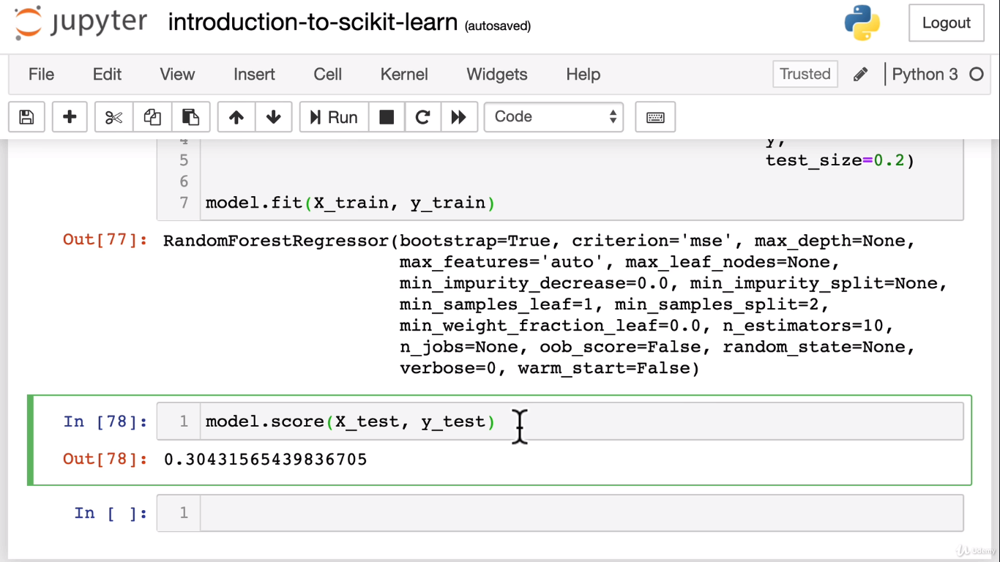 jupyter introduction-to-scikit-learn (autosaved) Logout
File Edit View Insert Cell Kernel Widgets Help Trusted Python 3
Run Code
4 y,
5 test_size=0.2)
6
7 model.fit(X_train, y_train)
Out[77]: RandomForestRegressor(bootstrap=True, criterion='mse', max_depth=None,
max_features='auto', max_leaf_nodes=None,
min_impurity_decrease=0.0, min_impurity_split=None,
min_samples_leaf=1, min_samples_split=2,
min_weight_fraction_leaf=0.0, n_estimators=10,
n_jobs=None, oob_score=False, random_state=None,
verbose=0, warm_start=False)
In [78]: 1 model.score(X_test, y_test)
Out[78]: 0.30431565439836705
In [ ]: 1
Udemy